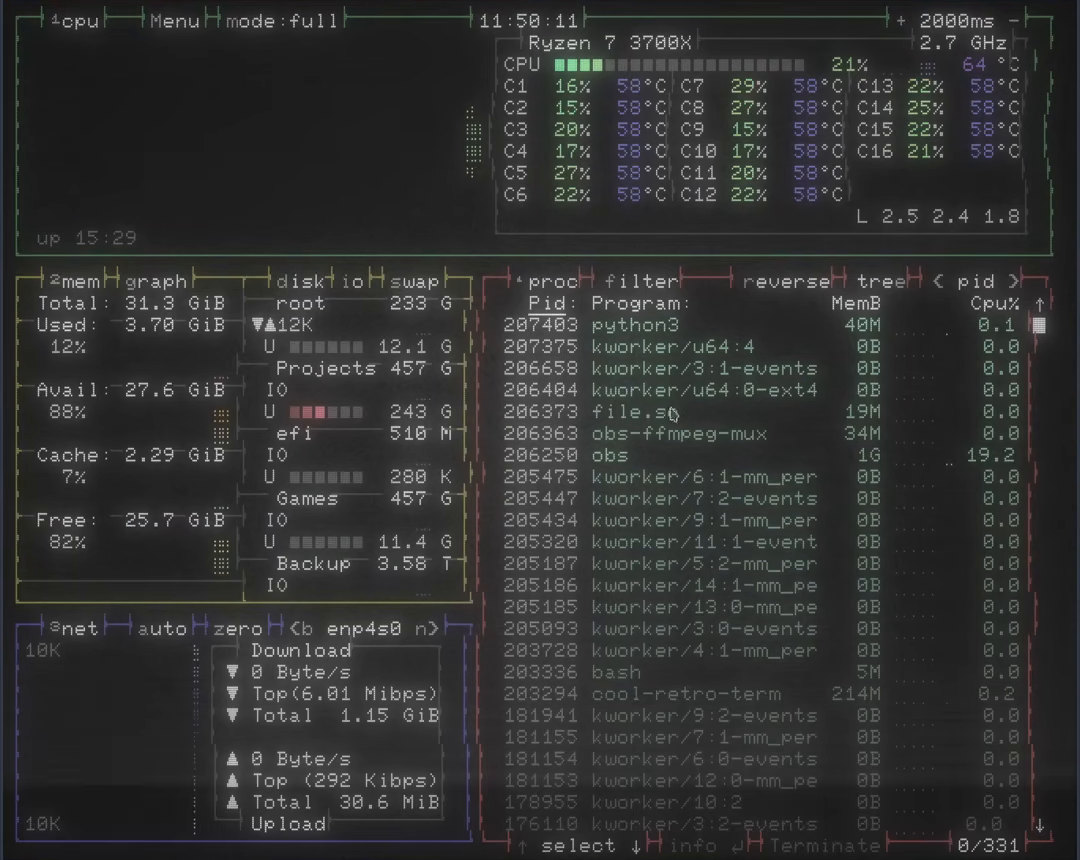 ¹cpu Menu mode:full 11:50:11 + 2000ms -
Ryzen 7 3700X 2.7 GHz
CPU 21% 64 °C
C1 16% 58°C C7 29% 58°C C13 22% 58°C
C2 15% 58°C C8 27% 58°C C14 25% 58°C
C3 20% 58°C C9 15% 58°C C15 22% 58°C
C4 17% 58°C C10 17% 58°C C16 21% 58°C
C5 27% 58°C C11 20% 58°C
C6 22% 58°C C12 22% 58°C
L 2.5 2.4 1.8
up 15:29
²mem graph disk io swap
Total: 31.3 GiB
Used: 3.70 GiB
12%
Avail: 27.6 GiB
88%
Cache: 2.29 GiB
7%
Free: 25.7 GiB
82%
root 233 G
▼▲12K
U 12.1 G
Projects 457 G
IO
U 243 G
efi 510 M
IO
U 280 K
Games 457 G
IO
U 11.4 G
Backup 3.58 T
IO
³net auto zero <b enp4s0 n>
10K
10K
Download
▼ 0 Byte/s
▼ Top(6.01 Mibps)
▼ Total 1.15 GiB
▲ 0 Byte/s
▲ Top (292 Kibps)
▲ Total 30.6 MiB
Upload
⁴proc filter reverse tree < pid >
Pid: Program: MemB Cpu% ↑
207403 python3 40M 0.1
207375 kworker/u64:4 0B 0.0
206658 kworker/3:1-events 0B 0.0
206404 kworker/u64:0-ext4 0B 0.0
206373 file.so 19M 0.0
206363 obs-ffmpeg-mux 34M 0.0
206250 obs 1G 19.2
205475 kworker/6:1-mm_per 0B 0.0
205447 kworker/7:2-events 0B 0.0
205434 kworker/9:1-mm_per 0B 0.0
205320 kworker/11:1-event 0B 0.0
205187 kworker/5:2-mm_per 0B 0.0
205186 kworker/14:1-mm_pe 0B 0.0
205185 kworker/13:0-mm_pe 0B 0.0
205093 kworker/3:0-events 0B 0.0
203728 kworker/4:1-mm_per 0B 0.0
203336 bash 5M 0.0
203294 cool-retro-term 214M 0.2
181941 kworker/9:2-events 0B 0.0
181155 kworker/7:1-mm_per 0B 0.0
181154 kworker/6:0-events 0B 0.0
181153 kworker/12:0-mm_pe 0B 0.0
178955 kworker/10:2 0B 0.0
176110 kworker/3:2-events 0B 0.0 ↓
↑ select ↓ info ↵ Terminate 0/331